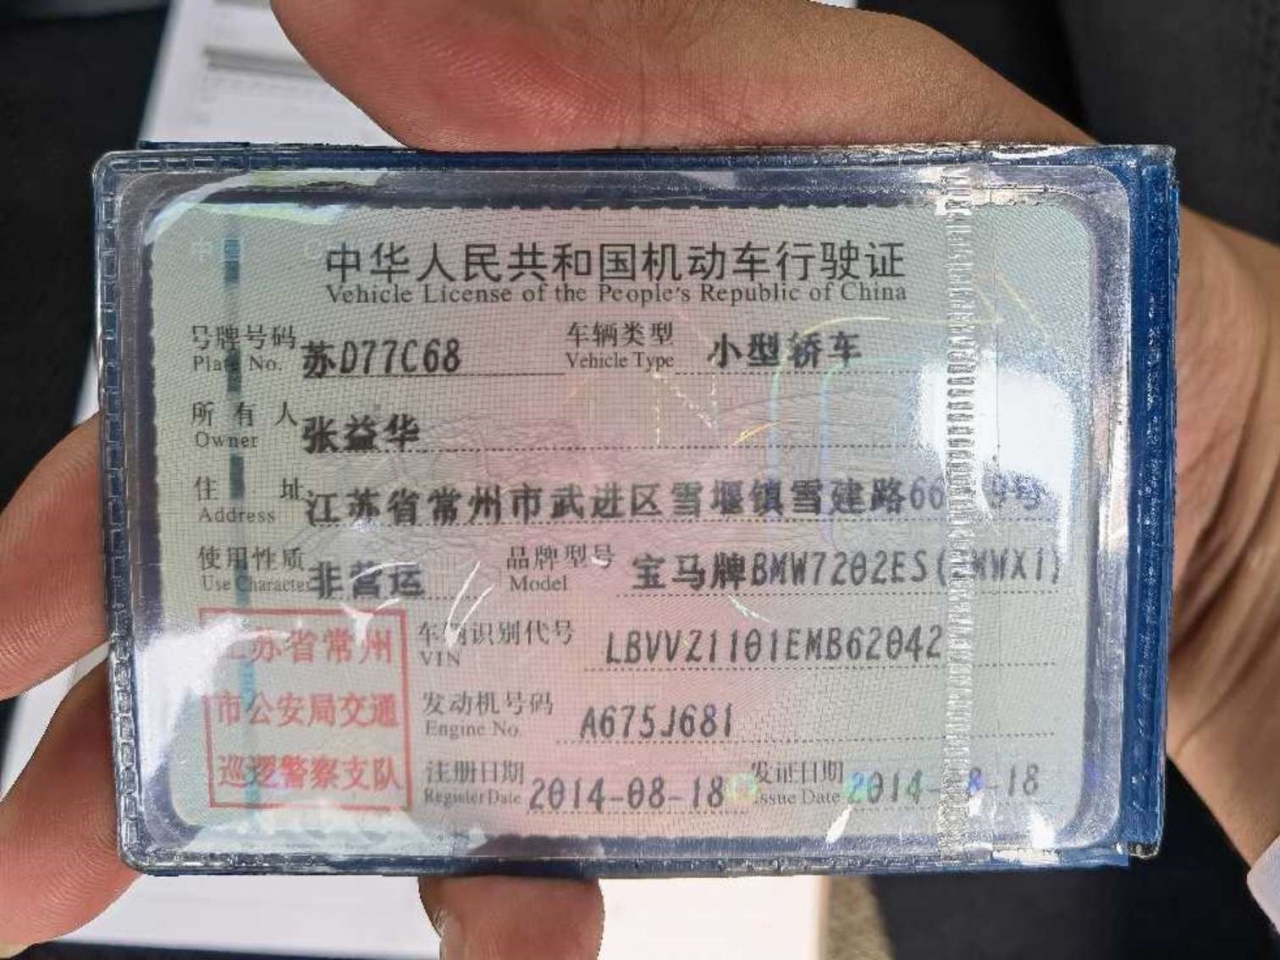 中华人民共和国机动车行驶证
Vehicle License of the People's Republic of China
号牌号码 苏D77C68 车辆类型 小型轿车
Plate No. Vehicle Type
所有人 张益华
Owner
住址 江苏省常州市武进区雪堰镇雪建路66
Address
使用性质 非营运 品牌型号 宝马牌BMW7202ES(BMWX1)
Use Character Model
江苏省常州
市公安局交通
巡逻警察支队
车辆识别代号 LBVVZ1101EMB62042
VIN
发动机号码 A675J681
Engine No.
注册日期 2014-08-18 发证日期 2014-08-18
Register Date Issue Date